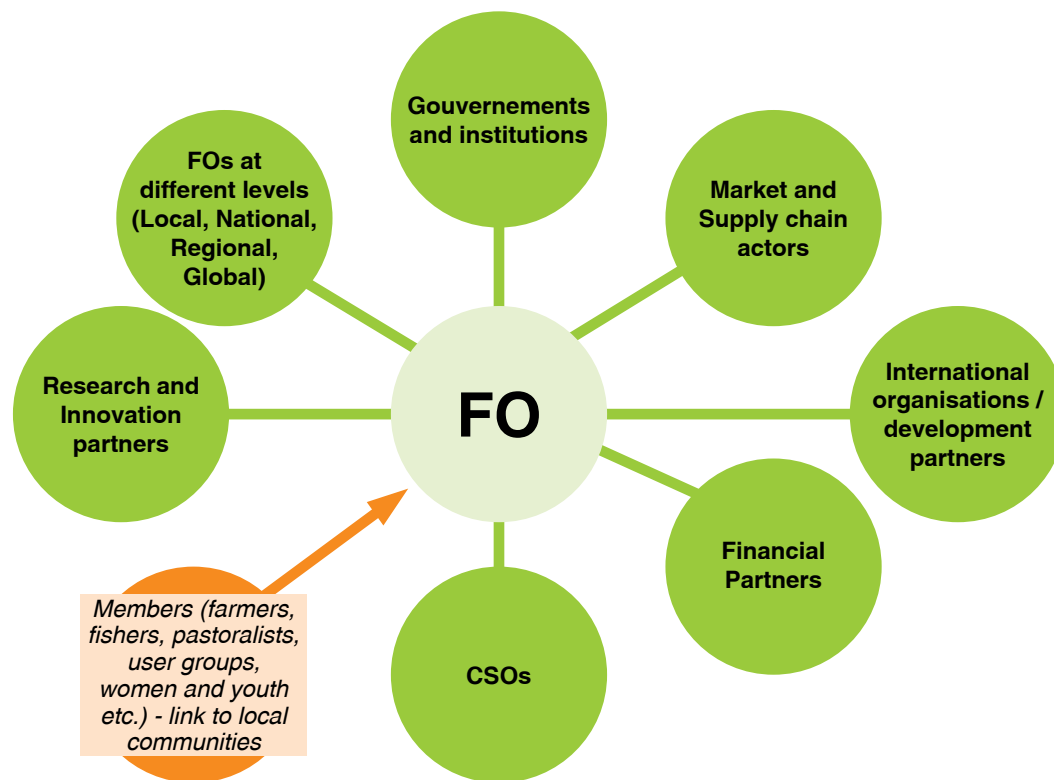 Gouvernements
and institutions
FOs at
different levels
(Local, National,
Regional,
Global)
Market and
Supply chain
actors
Research and
Innovation
partners
FO
International
organisations /
development
partners
Financial
Partners
Members (farmers,
fishers, pastoralists,
user groups,
women and youth
etc.) - link to local
communities
CSOs